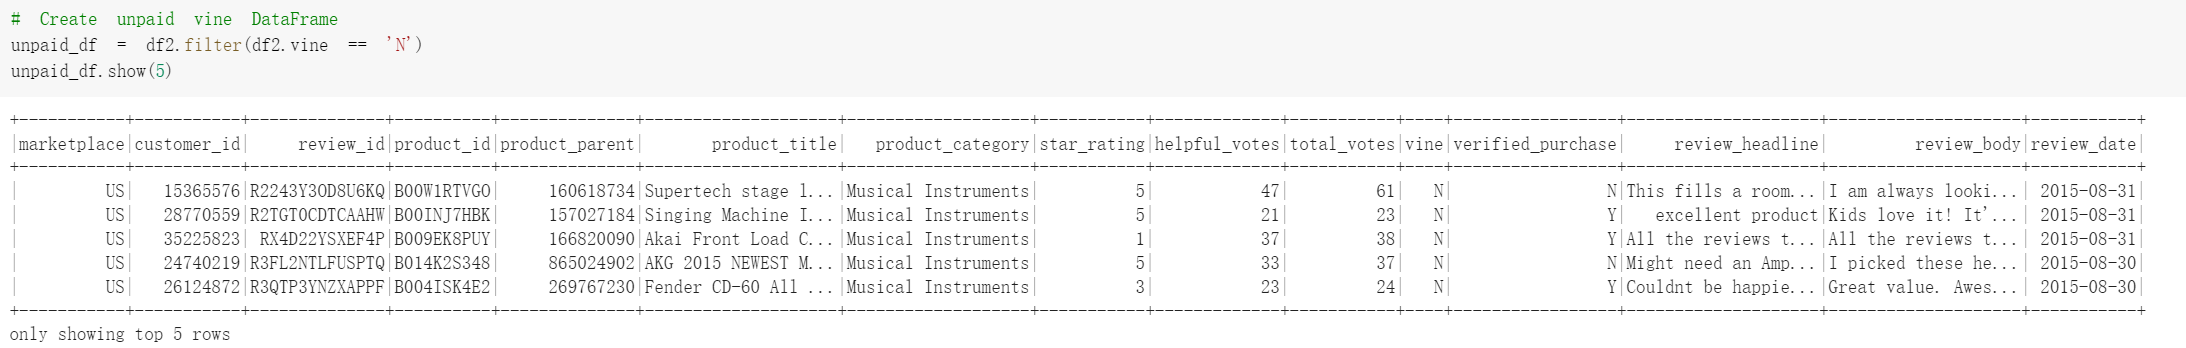 # Create unpaid vine DataFrame
unpaid_df = df2.filter(df2.vine == 'N')
unpaid_df.show(5)
+-----------+-----------+--------------+----------+--------------+--------------------+-------------------+-----------+-------------+-----------+----+-----------------+--------------------+--------------------+-----------+
|marketplace|customer_id|     review_id|product_id|product_parent|       product_title|   product_category|star_rating|helpful_votes|total_votes|vine|verified_purchase|     review_headline|         review_body|review_date|
+-----------+-----------+--------------+----------+--------------+--------------------+-------------------+-----------+-------------+-----------+----+-----------------+--------------------+--------------------+-----------+
|         US|   15365576|R2243Y3OD8U6KQ|B00W1RTVGO|     160618734|Supertech stage l...|Musical Instruments|          5|           47|         61|   N|                N|This fills a room...|I am always looki...| 2015-08-31|
|         US|   28770559|R2TGT0CDTCAAHW|B00INJ7HBK|     157027184|Singing Machine I...|Musical Instruments|          5|           21|         23|   N|                Y|   excellent product|Kids love it! It'...| 2015-08-31|
|         US|   35225823| RX4D22YSXEF4P|B009EK8PUY|     166820090|Akai Front Load C...|Musical Instruments|          1|           37|         38|   N|                Y|All the reviews t...|All the reviews t...| 2015-08-31|
|         US|   24740219|R3FL2NTLFUSPTQ|B014K2S348|     865024902|AKG 2015 NEWEST M...|Musical Instruments|          5|           33|         37|   N|                N|Might need an Amp...|I picked these he...| 2015-08-30|
|         US|   26124872|R3QTP3YNZXAPPF|B004ISK4E2|     269767230|Fender CD-60 All ...|Musical Instruments|          3|           23|         24|   N|                Y|Couldnt be happie...|Great value. Awes...| 2015-08-30|
+-----------+-----------+--------------+----------+--------------+--------------------+-------------------+-----------+-------------+-----------+----+-----------------+--------------------+--------------------+-----------+
only showing top 5 rows